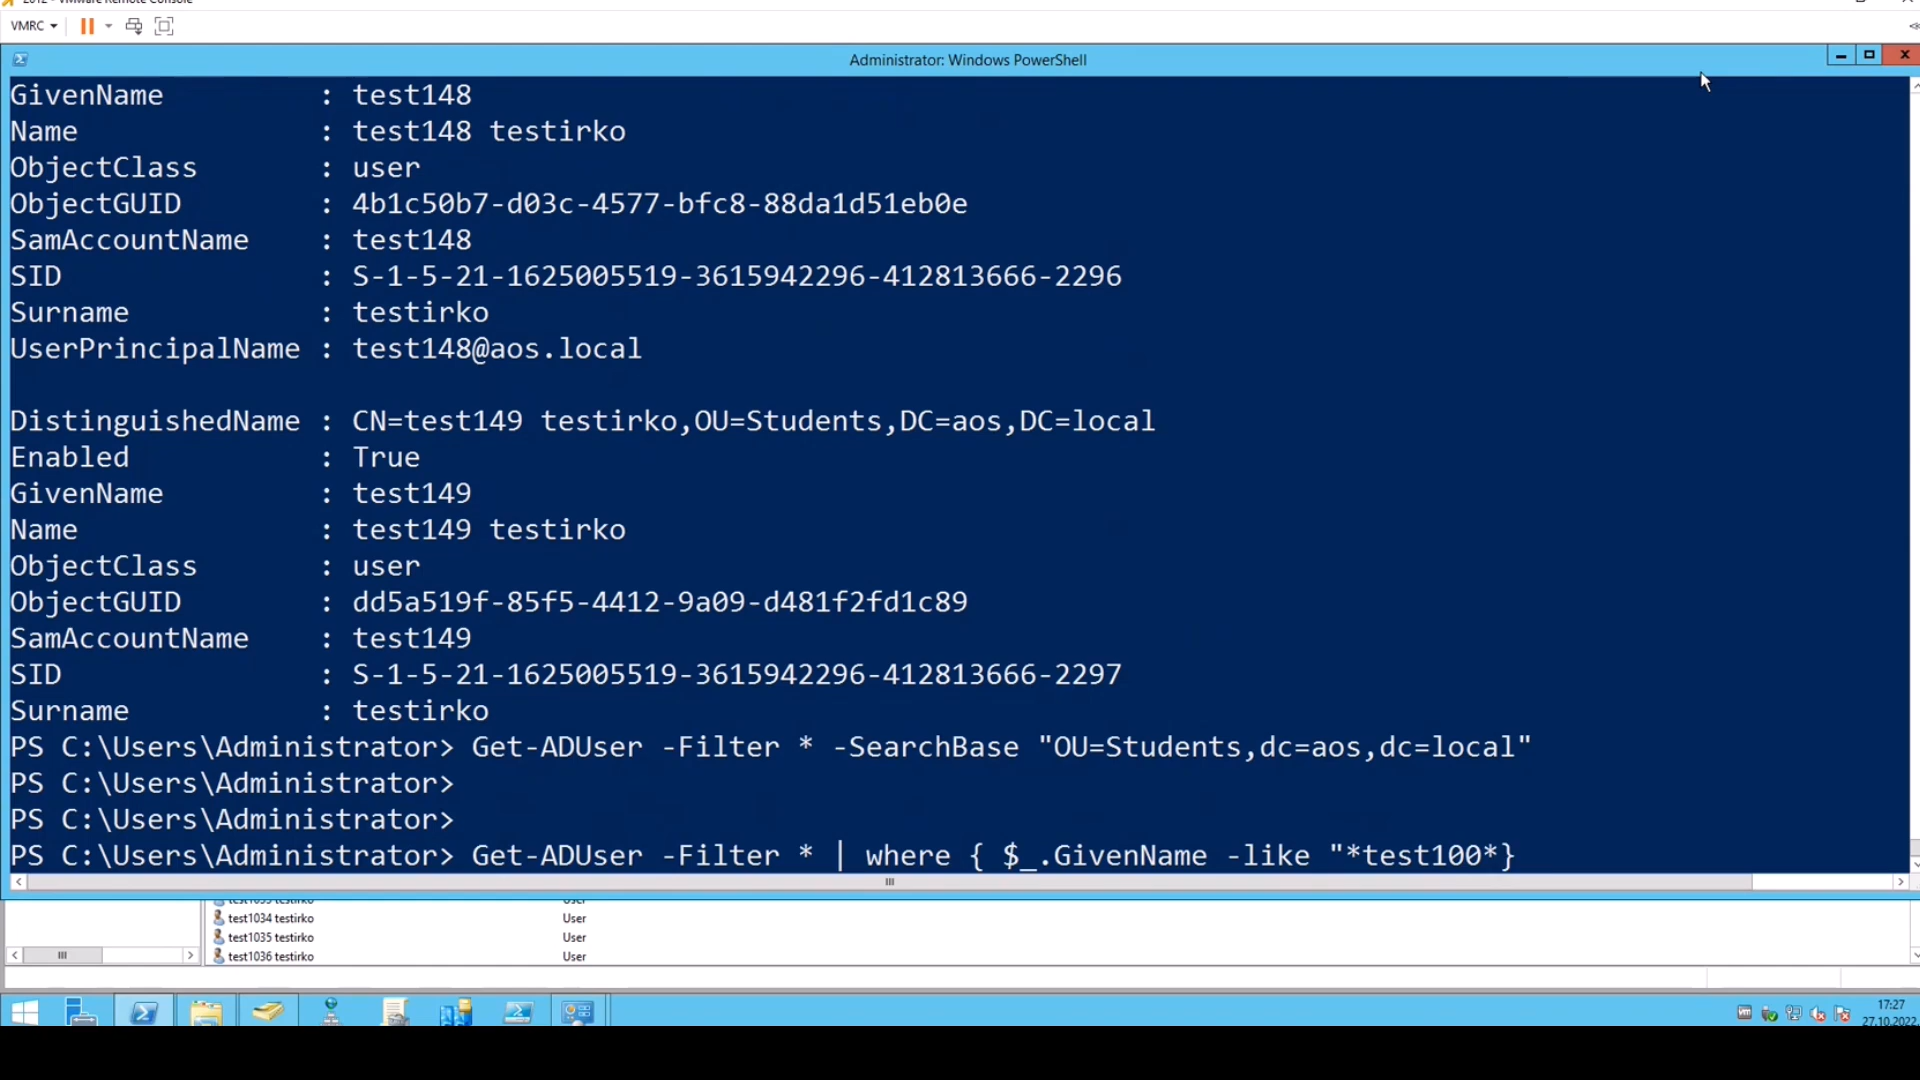 2012 - VMware Remote Console
VMRC
Administrator: Windows PowerShell
GivenName : test148
Name : test148 testirko
ObjectClass : user
ObjectGUID : 4b1c50b7-d03c-4577-bfc8-88da1d51eb0e
SamAccountName : test148
SID : S-1-5-21-1625005519-3615942296-412813666-2296
Surname : testirko
UserPrincipalName : test148@aos.local
DistinguishedName : CN=test149 testirko,OU=Students,DC=aos,DC=local
Enabled : True
GivenName : test149
Name : test149 testirko
ObjectClass : user
ObjectGUID : dd5a519f-85f5-4412-9a09-d481f2fd1c89
SamAccountName : test149
SID : S-1-5-21-1625005519-3615942296-412813666-2297
Surname : testirko
PS C:\Users\Administrator> Get-ADUser -Filter * -SearchBase "OU=Students,dc=aos,dc=local"
PS C:\Users\Administrator>
PS C:\Users\Administrator>
PS C:\Users\Administrator> Get-ADUser -Filter * | where { $_.GivenName -like "*test100*}
test1034 testirko User
test1035 testirko User
test1036 testirko User
17:27
27.10.2022